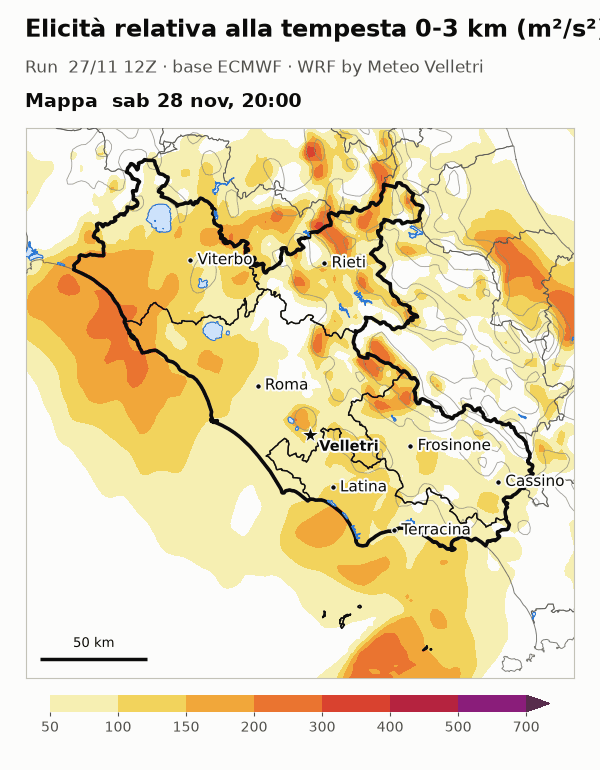 Elicità relativa alla tempesta 0-3 km (m²/s²)
Run 27/11 12Z · base ECMWF · WRF by Meteo Velletri
Mappa sab 28 nov, 20:00
Viterbo
Rieti
Roma
Velletri
Frosinone
Cassino
Latina
Terracina
50 km
50 100 150 200 300 400 500 700